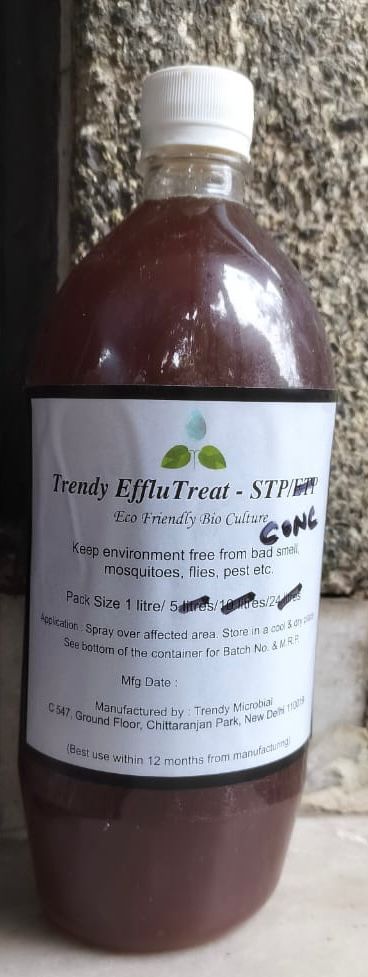 Trendy EffluTreat - STP/ETP
Eco Friendly Bio Culture
CONC
Keep environment free from bad smell,
mosquitoes, flies, pest etc.
Pack Size 1 litre/ 5 litres/10 litres/24 litres
Application : Spray over affected area. Store in a cool & dry place
See bottom of the container for Batch No. & M.R.P.
Mfg Date :
Manufactured by : Trendy Microbial
C 547, Ground Floor, Chittaranjan Park, New Delhi 110019
(Best use within 12 months from manufacturing)